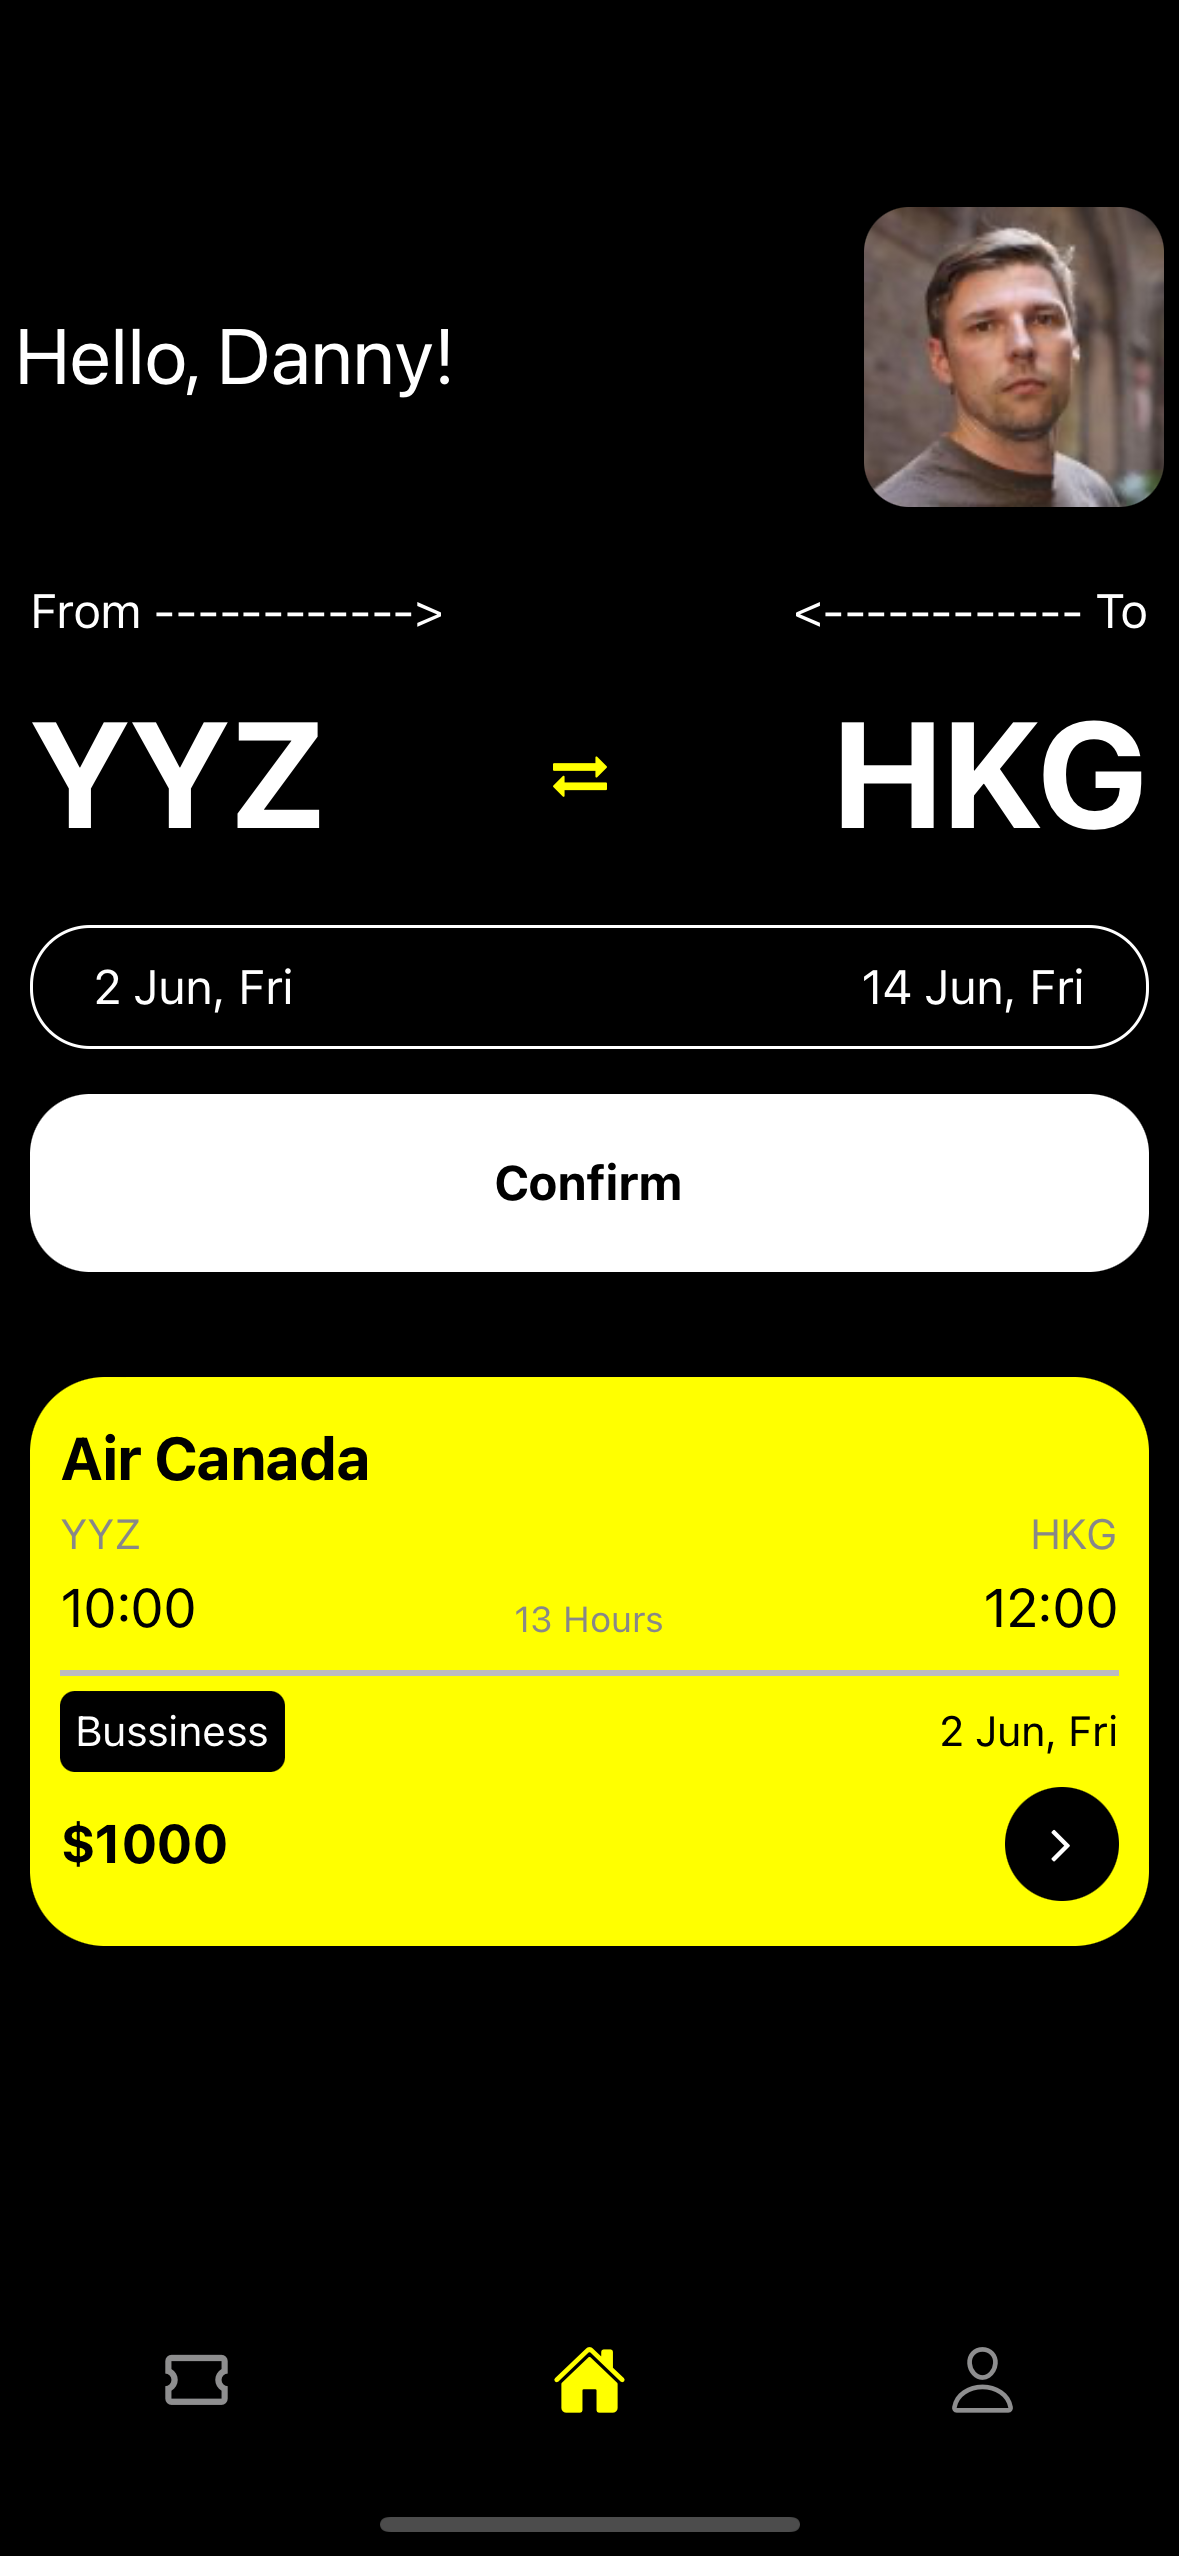 Hello, Danny!
From ------------>
<------------ To
YYZ
HKG
2 Jun, Fri
14 Jun, Fri
Confirm
Air Canada
YYZ
HKG
10:00
13 Hours
12:00
Bussiness
2 Jun, Fri
$1000